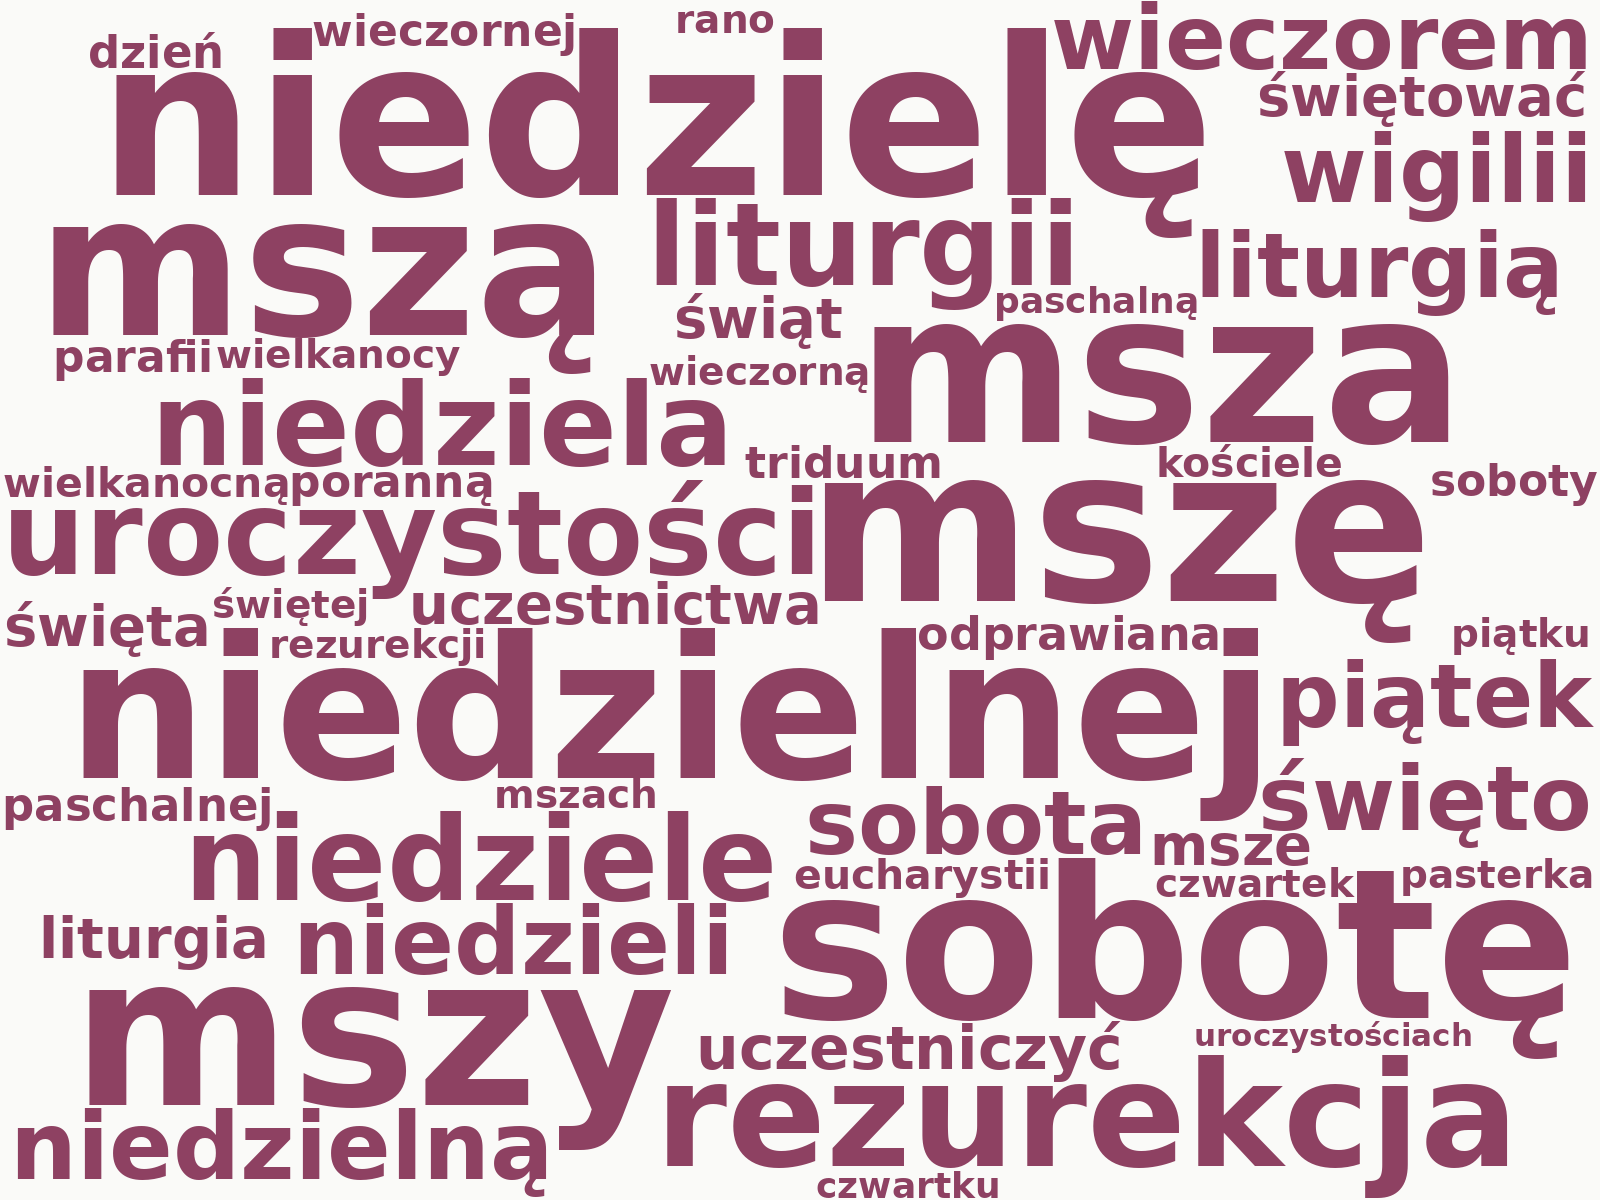 rano
wieczorem
wieczornej
dzień
niedzielę
świętować
wigilii
liturgii
mszą
liturgią
paschalną
świąt
msza
parafii
wielkanocy
wieczorną
niedziela
triduum
kościele
soboty
wielkanocną
poranną
mszę
uroczystości
uczestnictwa
świętej
święta
odprawiana
piątku
rezurekcji
niedzielnej
piątek
mszach
święto
paschalnej
sobota
msze
niedziele
eucharystii
czwartek
pasterka
sobotę
liturgia
niedzieli
mszy
uczestniczyć
uroczystościach
rezurekcja
niedzielną
czwartku